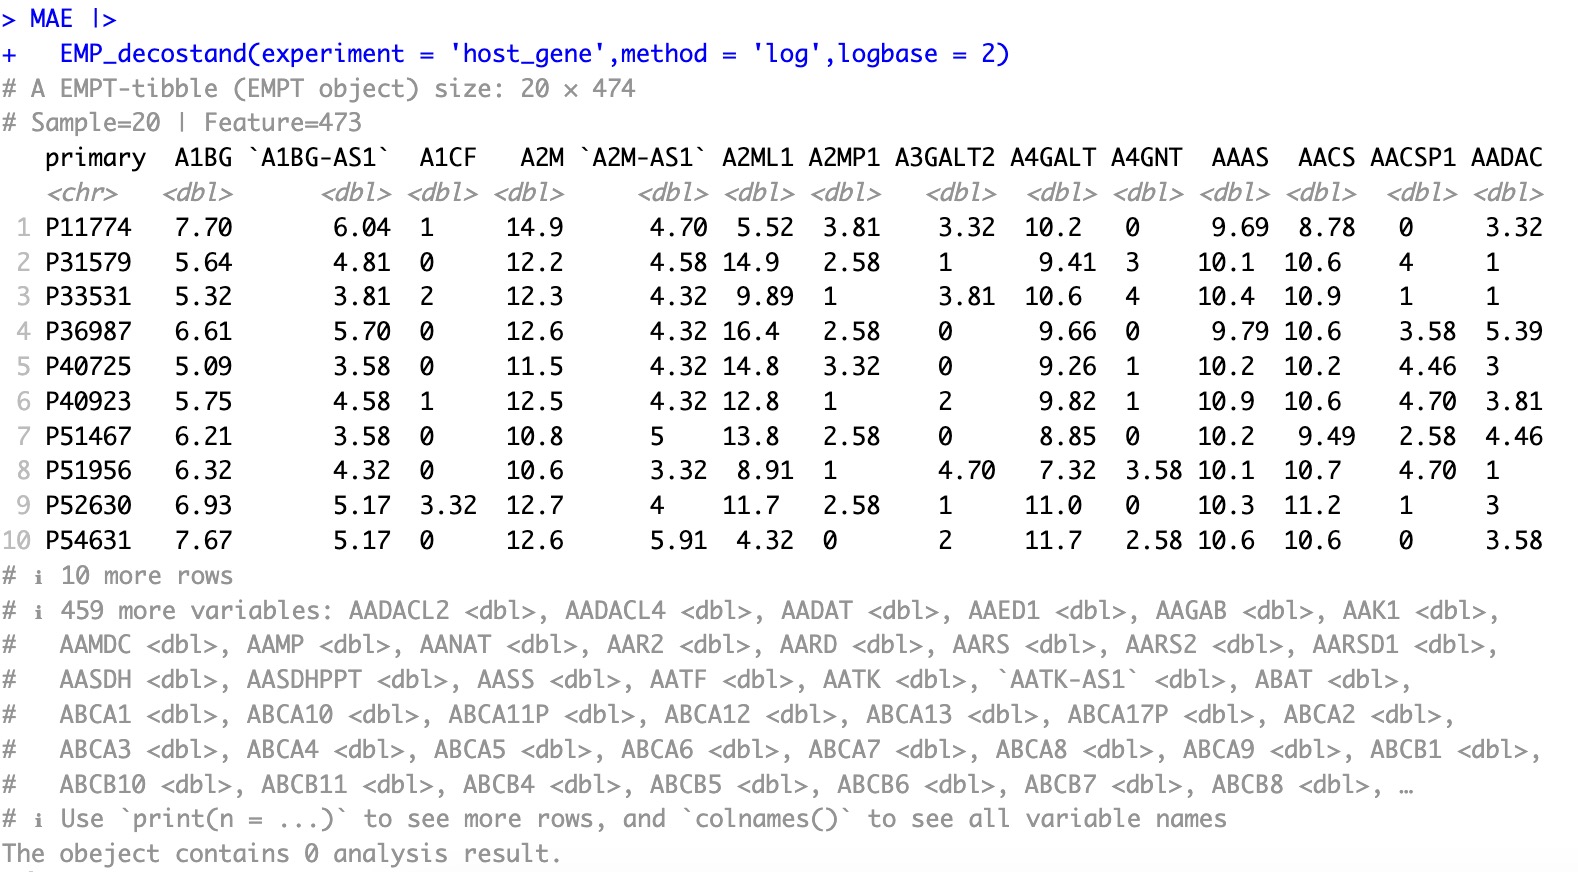 > MAE |>
+   EMP_decostand(experiment = 'host_gene',method = 'log',logbase = 2)
# A EMPT-tibble (EMPT object) size: 20 × 474
# Sample=20 | Feature=473
   primary  A1BG `A1BG-AS1`  A1CF   A2M `A2M-AS1` A2ML1 A2MP1 A3GALT2 A4GALT A4GNT  AAAS  AACS AACSP1 AADAC
   <chr>   <dbl>      <dbl> <dbl> <dbl>     <dbl> <dbl> <dbl>   <dbl>  <dbl> <dbl> <dbl> <dbl>  <dbl> <dbl>
 1 P11774   7.70       6.04  1     14.9      4.70  5.52  3.81    3.32  10.2   0     9.69  8.78   0     3.32
 2 P31579   5.64       4.81  0     12.2      4.58 14.9   2.58    1      9.41  3    10.1  10.6    4     1
 3 P33531   5.32       3.81  2     12.3      4.32  9.89  1       3.81  10.6   4    10.4  10.9    1     1
 4 P36987   6.61       5.70  0     12.6      4.32 16.4   2.58    0      9.66  0     9.79 10.6    3.58  5.39
 5 P40725   5.09       3.58  0     11.5      4.32 14.8   3.32    0      9.26  1    10.2  10.2    4.46  3
 6 P40923   5.75       4.58  1     12.5      4.32 12.8   1       2      9.82  1    10.9  10.6    4.70  3.81
 7 P51467   6.21       3.58  0     10.8      5    13.8   2.58    0      8.85  0    10.2   9.49   2.58  4.46
 8 P51956   6.32       4.32  0     10.6      3.32  8.91  1       4.70   7.32  3.58 10.1  10.7    4.70  1
 9 P52630   6.93       5.17  3.32  12.7      4    11.7   2.58    1     11.0   0    10.3  11.2    1     3
10 P54631   7.67       5.17  0     12.6      5.91  4.32  0       2     11.7   2.58 10.6  10.6    0     3.58
# ℹ 10 more rows
# ℹ 459 more variables: AADACL2 <dbl>, AADACL4 <dbl>, AADAT <dbl>, AAED1 <dbl>, AAGAB <dbl>, AAK1 <dbl>,
#   AAMDC <dbl>, AAMP <dbl>, AANAT <dbl>, AAR2 <dbl>, AARD <dbl>, AARS <dbl>, AARS2 <dbl>, AARSD1 <dbl>,
#   AASDH <dbl>, AASDHPPT <dbl>, AASS <dbl>, AATF <dbl>, AATK <dbl>, `AATK-AS1` <dbl>, ABAT <dbl>,
#   ABCA1 <dbl>, ABCA10 <dbl>, ABCA11P <dbl>, ABCA12 <dbl>, ABCA13 <dbl>, ABCA17P <dbl>, ABCA2 <dbl>,
#   ABCA3 <dbl>, ABCA4 <dbl>, ABCA5 <dbl>, ABCA6 <dbl>, ABCA7 <dbl>, ABCA8 <dbl>, ABCA9 <dbl>, ABCB1 <dbl>,
#   ABCB10 <dbl>, ABCB11 <dbl>, ABCB4 <dbl>, ABCB5 <dbl>, ABCB6 <dbl>, ABCB7 <dbl>, ABCB8 <dbl>, …
# ℹ Use `print(n = ...)` to see more rows, and `colnames()` to see all variable names
The obeject contains 0 analysis result.